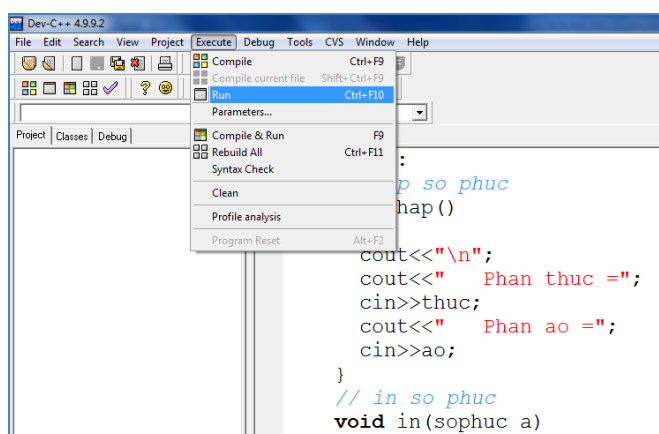 Dev-C++ 4.9.9.2
File Edit Search View Project Execute Debug Tools CVS Window Help
Compile Ctrl+F9
Compile current file Shift+Ctrl+F9
Run Ctrl+F10
Parameters...
Compile & Run F9
Rebuild All Ctrl+F11
Syntax Check
Clean
Profile analysis
Program Reset Alt+F2
Project Classes Debug
:
p so phuc
hap()
cout<<"\n";
cout<<"   Phan thuc =";
cin>>thuc;
cout<<"   Phan ao =";
cin>>ao;
}
// in so phuc
void in(sophuc a)